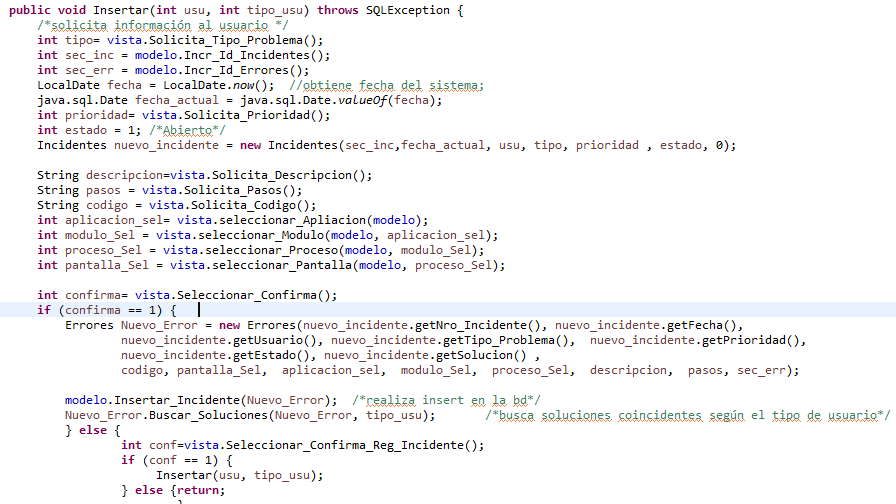 public void Insertar(int usu, int tipo_usu) throws SQLException {
/*solicita información al usuario */
int tipo= vista.Solicita_Tipo_Problema();
int sec_inc = modelo.Incr_Id_Incidentes();
int sec_err = modelo.Incr_Id_Errores();
LocalDate fecha = LocalDate.now();  //obtiene fecha del sistema;
java.sql.Date fecha_actual = java.sql.Date.valueOf(fecha);
int prioridad= vista.Solicita_Prioridad();
int estado = 1; /*Abierto*/
Incidentes nuevo_incidente = new Incidentes(sec_inc,fecha_actual, usu, tipo, prioridad , estado, 0);
String descripcion=vista.Solicita_Descripcion();
String pasos = vista.Solicita_Pasos();
String codigo = vista.Solicita_Codigo();
int aplicacion_sel= vista.seleccionar_Apliacion(modelo);
int modulo_Sel = vista.seleccionar_Modulo(modelo, aplicacion_sel);
int proceso_Sel = vista.seleccionar_Proceso(modelo, modulo_Sel);
int pantalla_Sel = vista.seleccionar_Pantalla(modelo, proceso_Sel);
int confirma= vista.Seleccionar_Confirma();
if (confirma == 1) {
Errores Nuevo_Error = new Errores(nuevo_incidente.getNro_Incidente(), nuevo_incidente.getFecha(),
nuevo_incidente.getUsuario(), nuevo_incidente.getTipo_Problema(),  nuevo_incidente.getPrioridad(),
nuevo_incidente.getEstado(), nuevo_incidente.getSolucion() ,
codigo, pantalla_Sel,  aplicacion_sel,  modulo_Sel,  proceso_Sel,  descripcion,  pasos, sec_err);
modelo.Insertar_Incidente(Nuevo_Error);  /*realiza insert en la bd*/
Nuevo_Error.Buscar_Soluciones(Nuevo_Error, tipo_usu);       /*busca soluciones coincidentes según el tipo de usuario*/
} else {
int conf=vista.Seleccionar_Confirma_Reg_Incidente();
if (conf == 1) {
Insertar(usu, tipo_usu);
} else {return;